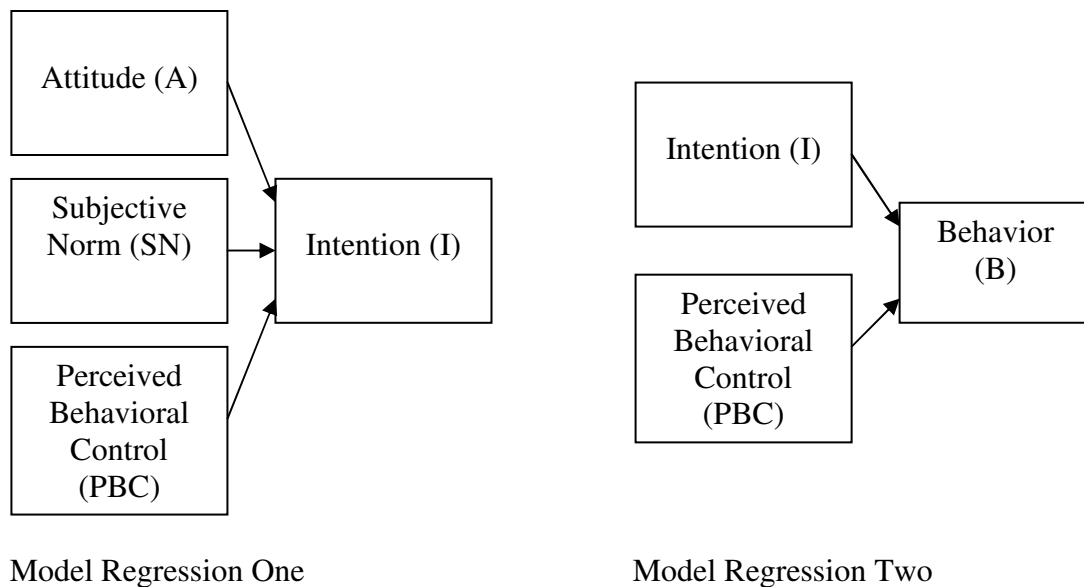 Attitude (A)
Subjective
Norm (SN)
Intention (I)
Perceived
Behavioral
Control
(PBC)
Model Regression One
Intention (I)
Behavior
(B)
Perceived
Behavioral
Control
(PBC)
Model Regression Two